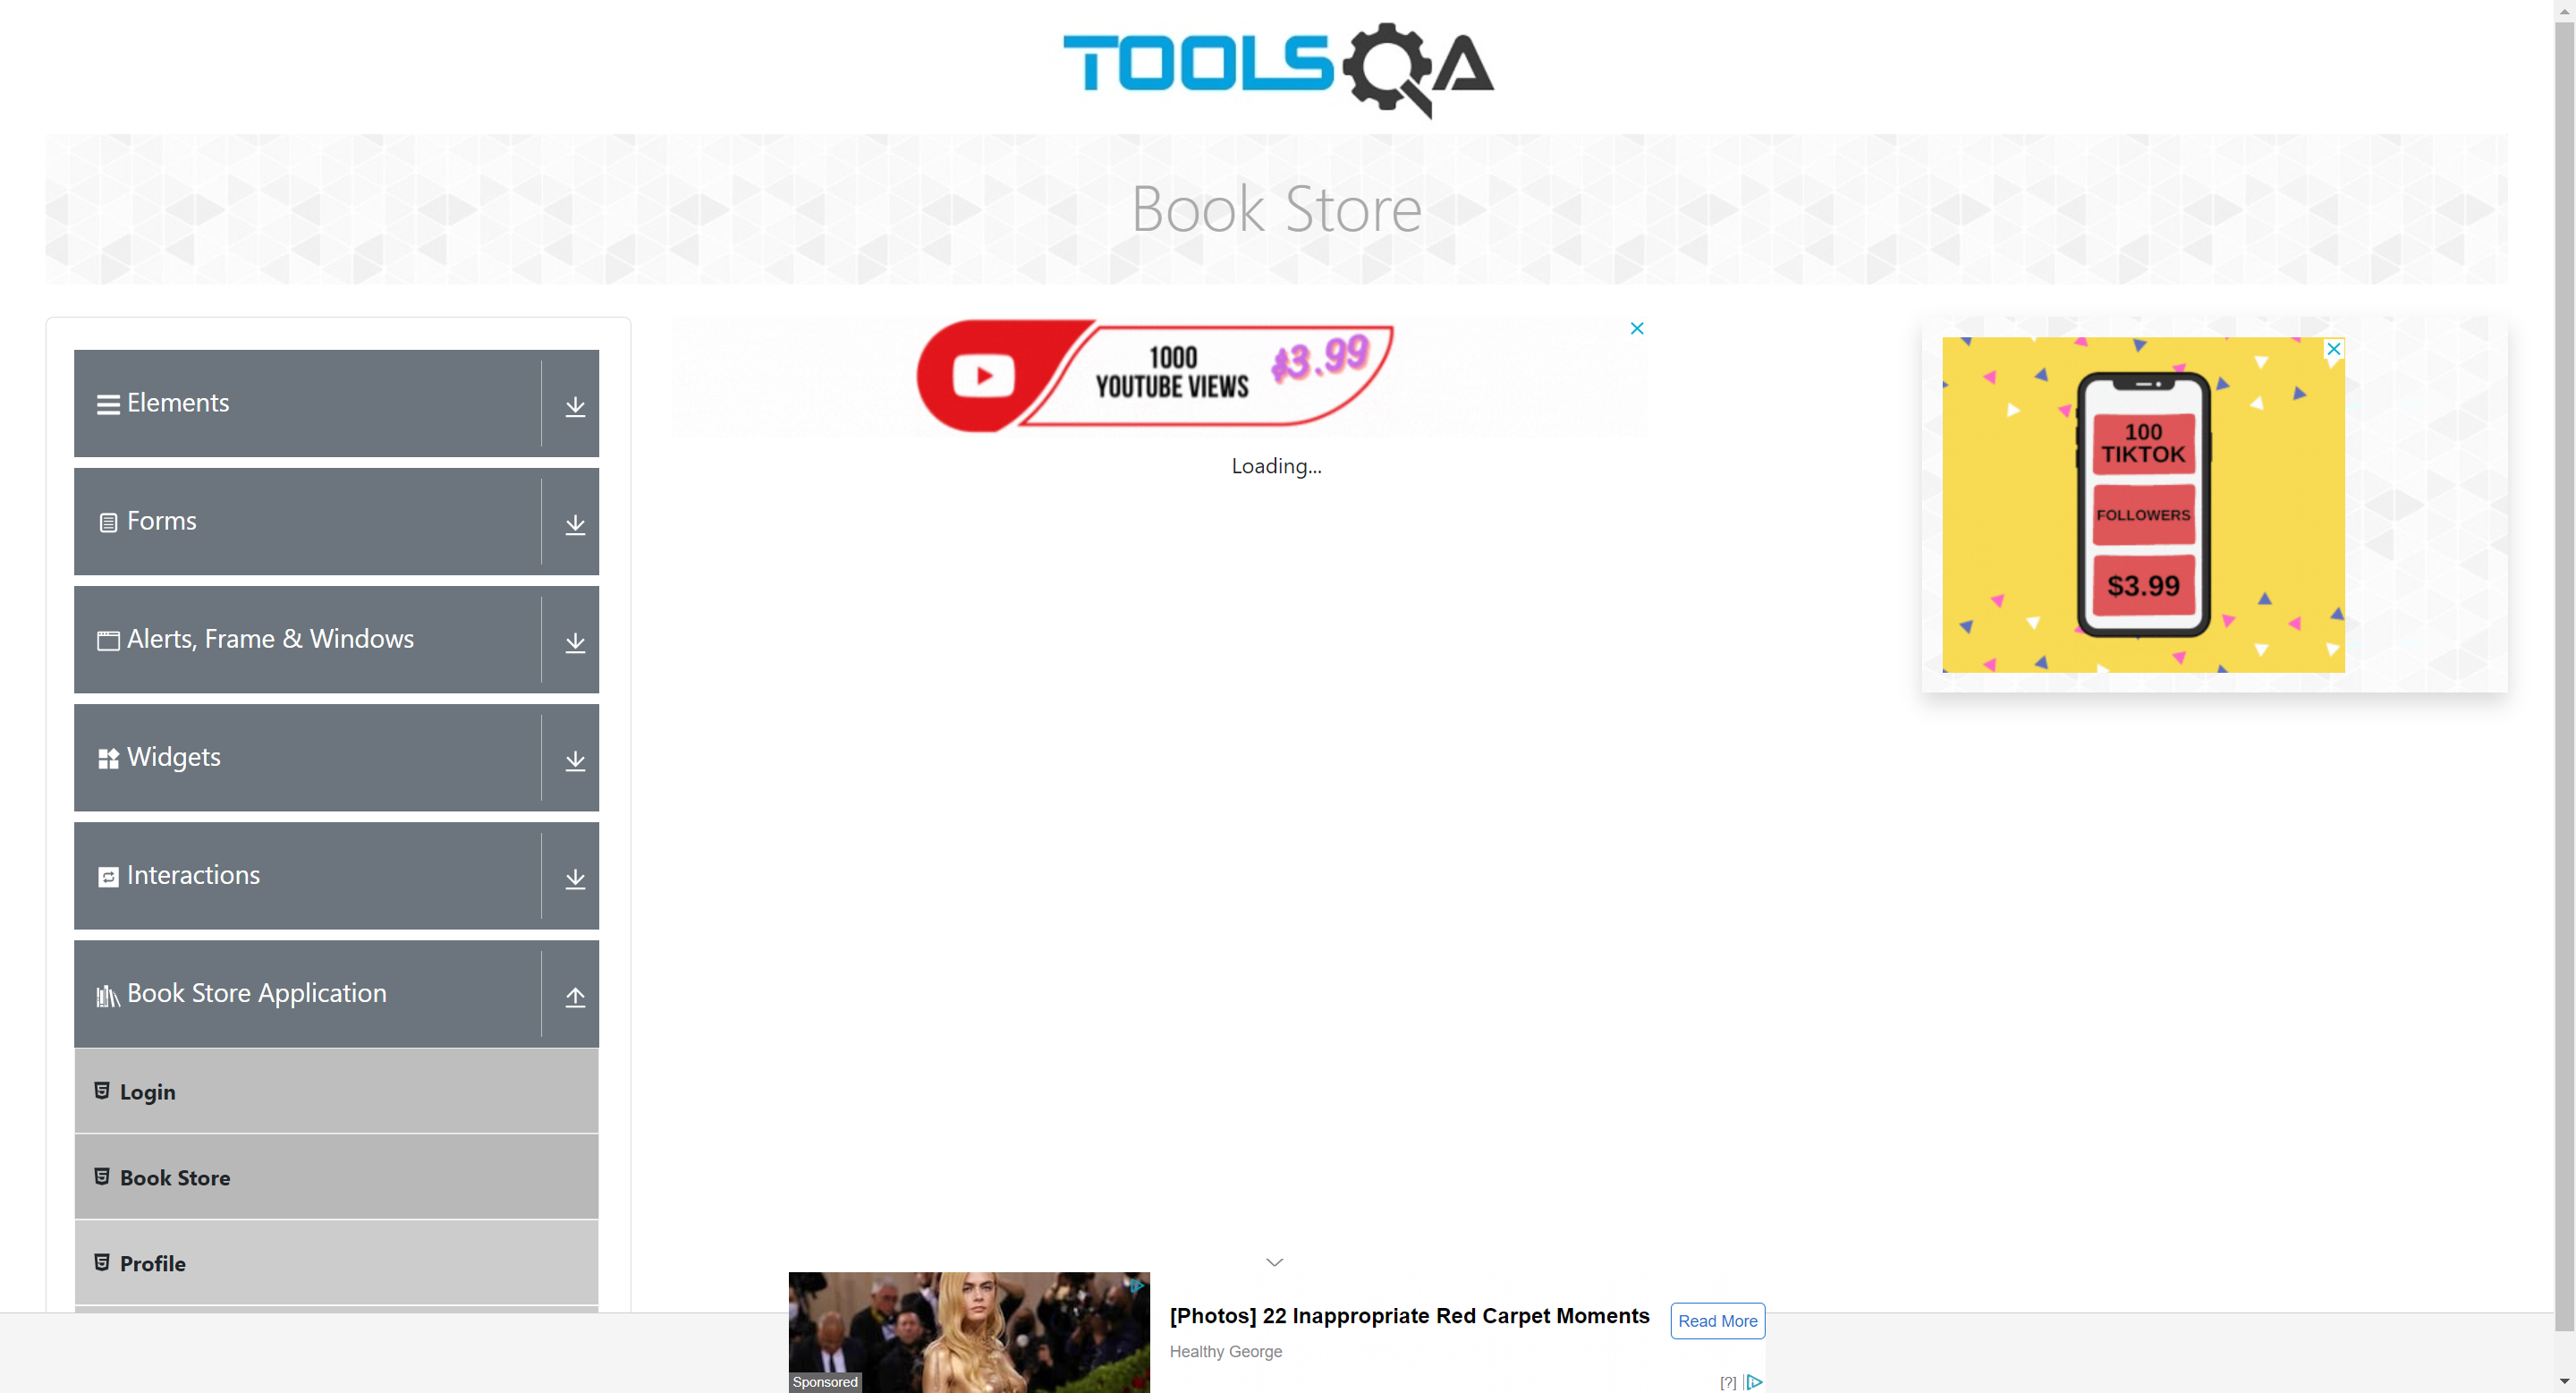 TOOLSQA
Book Store
Elements
Forms
Alerts, Frame & Windows
Widgets
Interactions
Book Store Application
Login
Book Store
Profile
1000
YOUTUBE VIEWS
$3.99
Loading...
100
TIKTOK
FOLLOWERS
$3.99
Sponsored
[Photos] 22 Inappropriate Red Carpet Moments
Healthy George
Read More
[?]